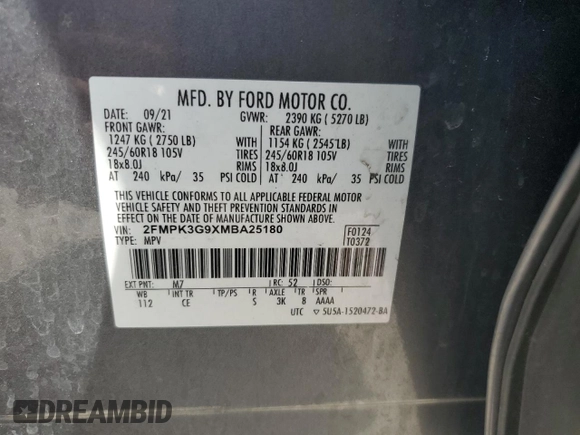 MFD. BY FORD MOTOR CO.
DATE: 09/21 GVWR: 2390 KG ( 5270 LB)
FRONT GAWR: REAR GAWR:
1247 KG ( 2750 LB) WITH 1154 KG ( 2545 LB) WITH
245/60R18 105V TIRES 245/60R18 105V TIRES
18x8.0J RIMS 18x8.0J RIMS
AT 240 kPa/ 35 PSI COLD AT 240 kPa/ 35 PSI COLD
THIS VEHICLE CONFORMS TO ALL APPLICABLE FEDERAL MOTOR
VEHICLE SAFETY AND THEFT PREVENTION STANDARDS IN
EFFECT ON THE DATE OF MANUFACTURE SHOWN ABOVE.
VIN: 2FMPK3G9XMBA25180 F0124
TYPE: MPV T0372
EXT PNT: M7 RC: 52 DSO:
WB INT TR TP/PS R AXLE TR SPR
112 CE S 3K 8 AAAA
UTC ▽ 5U5A-1520472-BA
DREAMBID